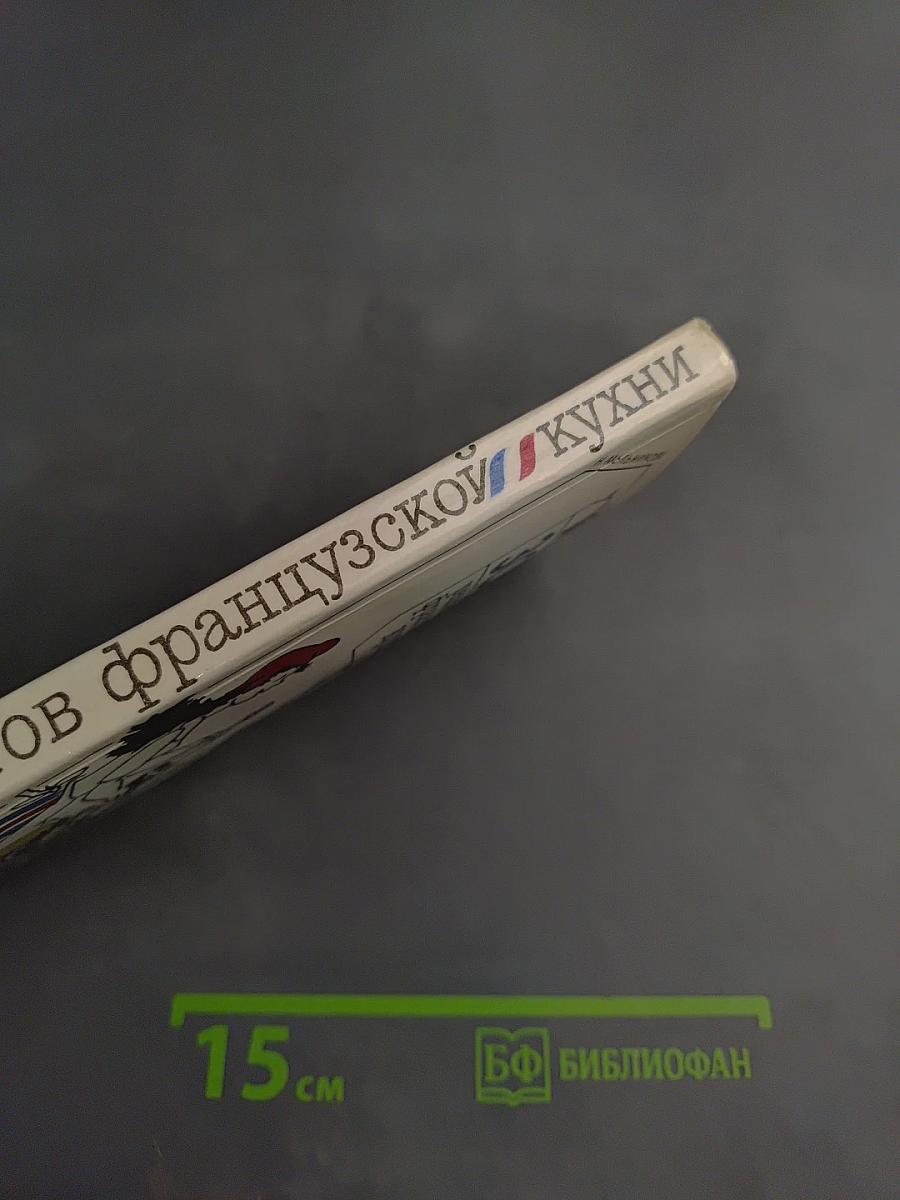 ов французской кухни
15 см
БФ БИБЛИОФАН